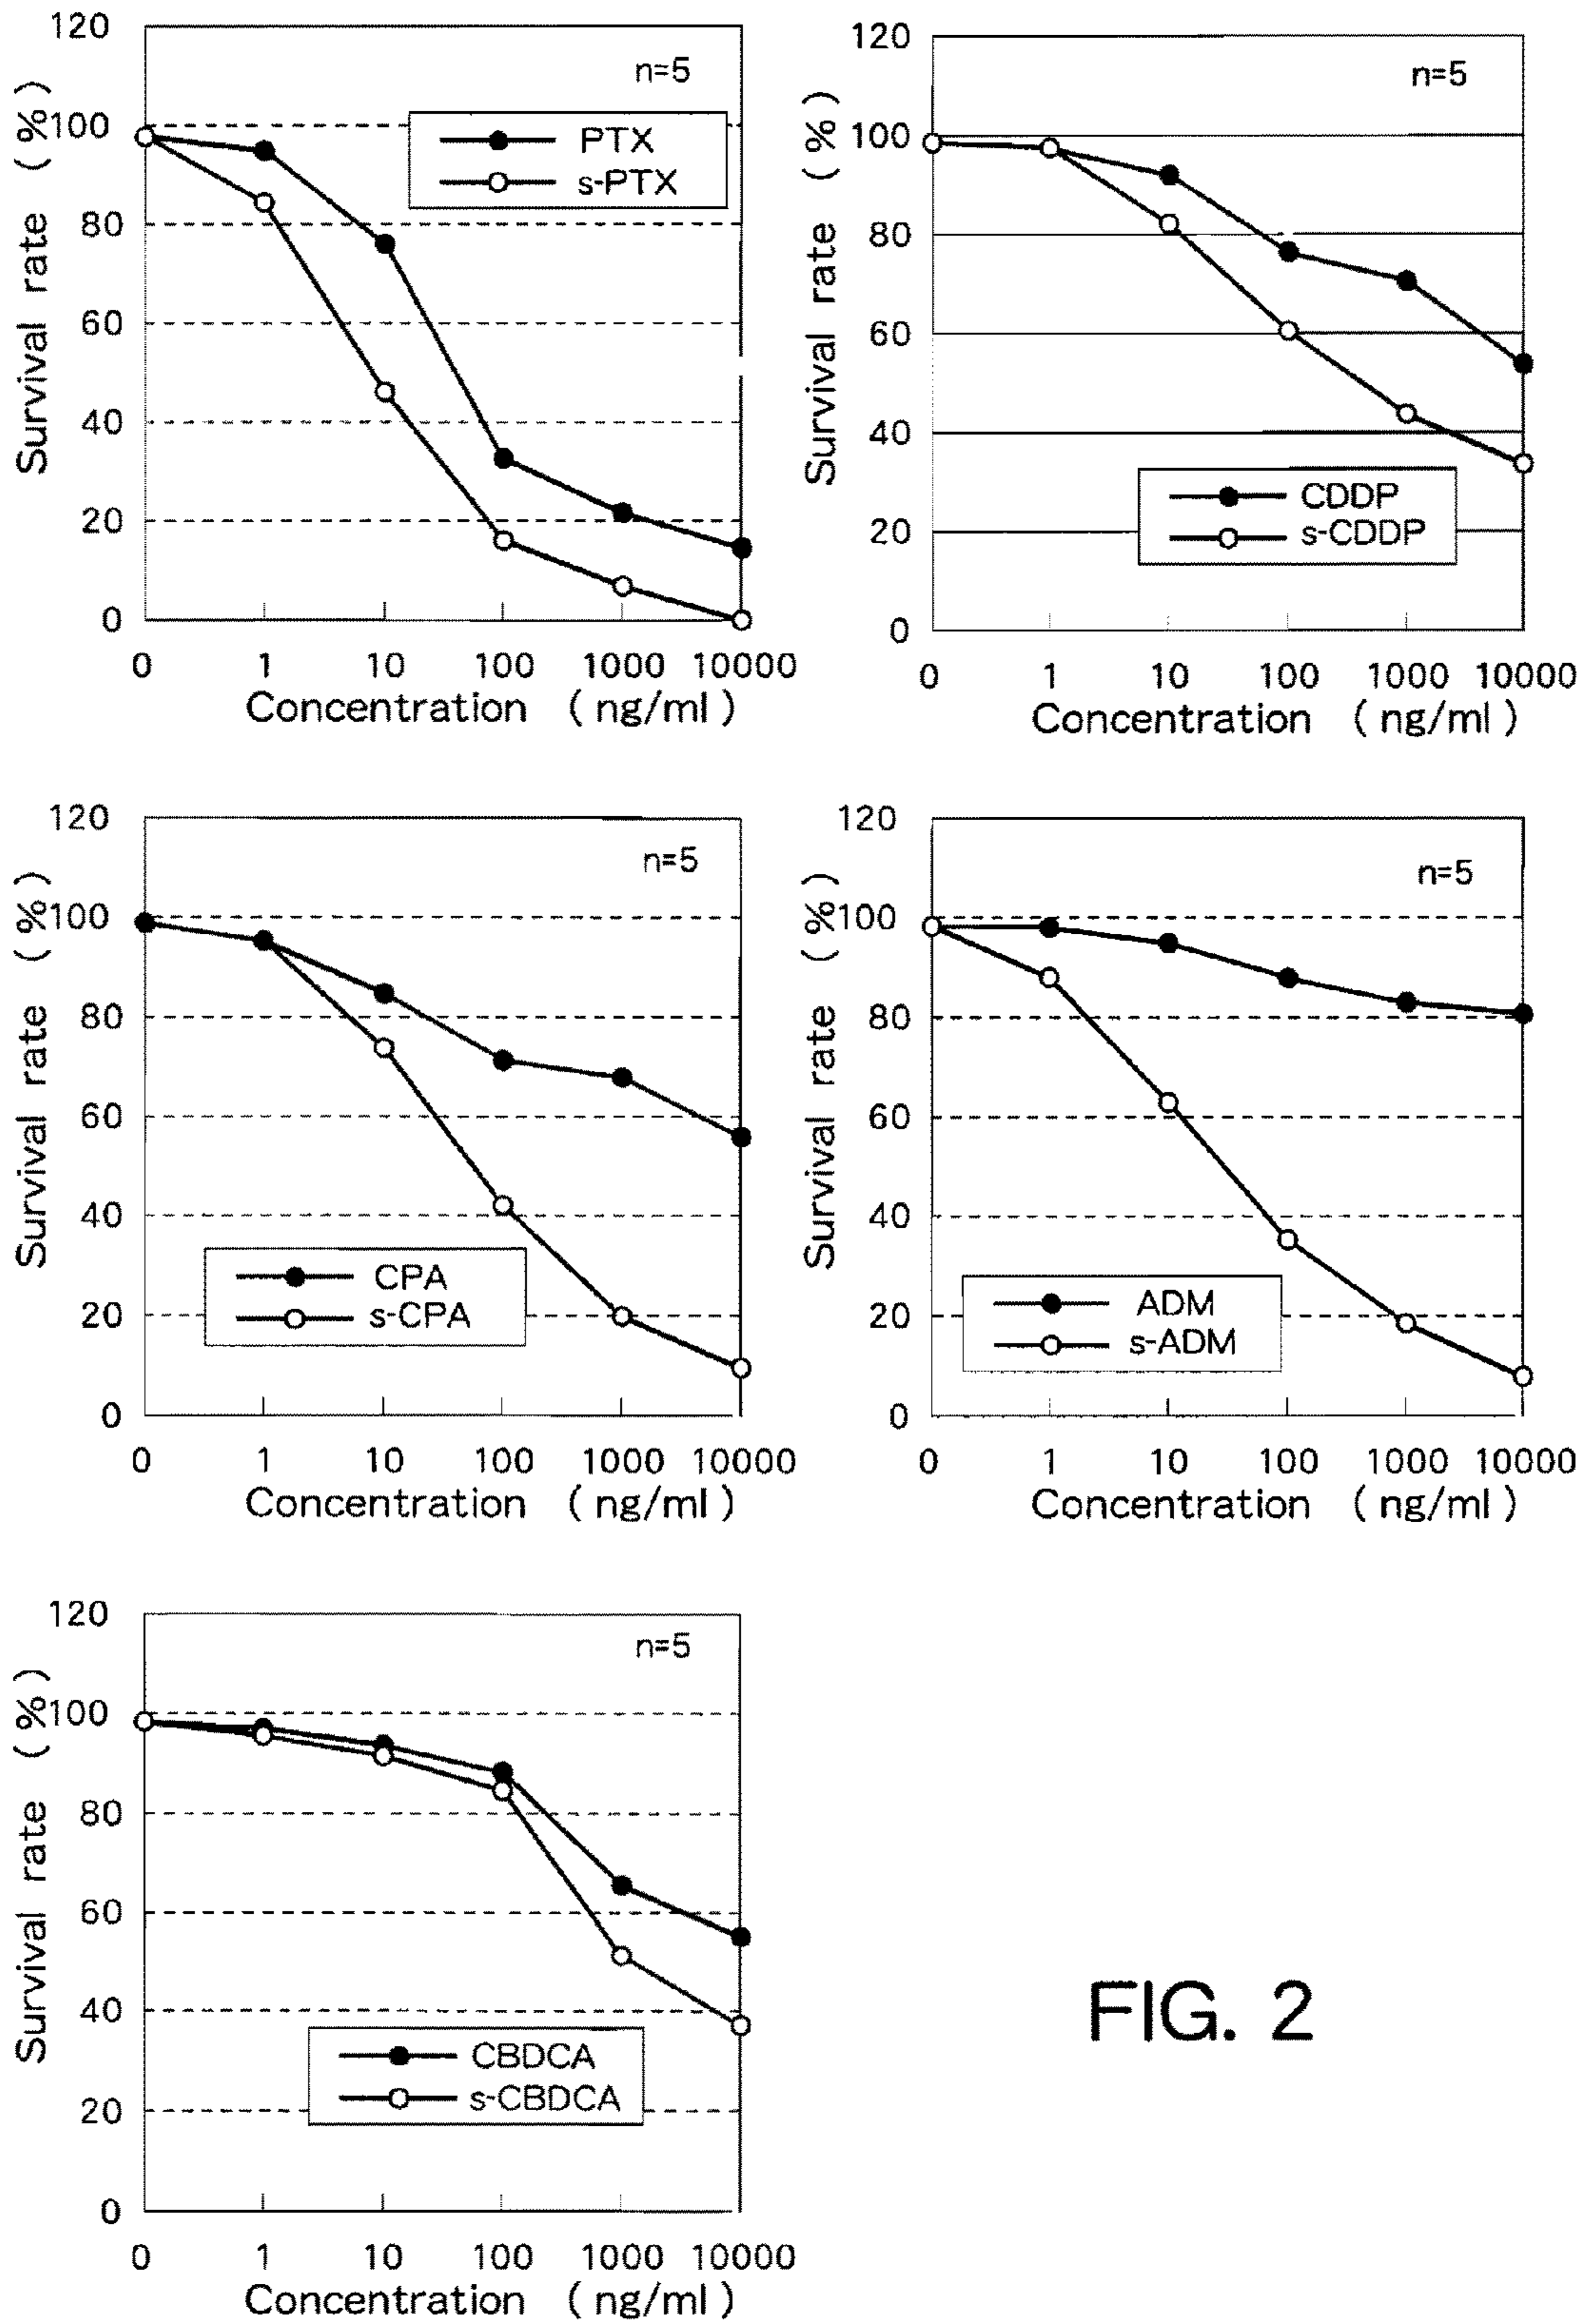 120
n=5
( %)
100
PTX
s-PTX
80
60
40
20
0
Survival rate
0 1 10 100 1000 10000
Concentration ( ng/ml )
120
n=5
( %)
100
80
60
40
CDDP
s-CDDP
20
0
Survival rate
0 1 10 100 1000 10000
Concentration ( ng/ml )
120
n=5
( %)
100
80
60
40
CPA
s-CPA
20
0
Survival rate
0 1 10 100 1000 10000
Concentration ( ng/ml )
120
n=5
( %)
100
80
60
40
ADM
s-ADM
20
0
Survival rate
0 1 10 100 1000 10000
Concentration ( ng/ml )
120
n=5
( %)
100
80
60
40
CBDCA
s-CBDCA
20
0
Survival rate
0 1 10 100 1000 10000
Concentration ( ng/ml )
FIG. 2